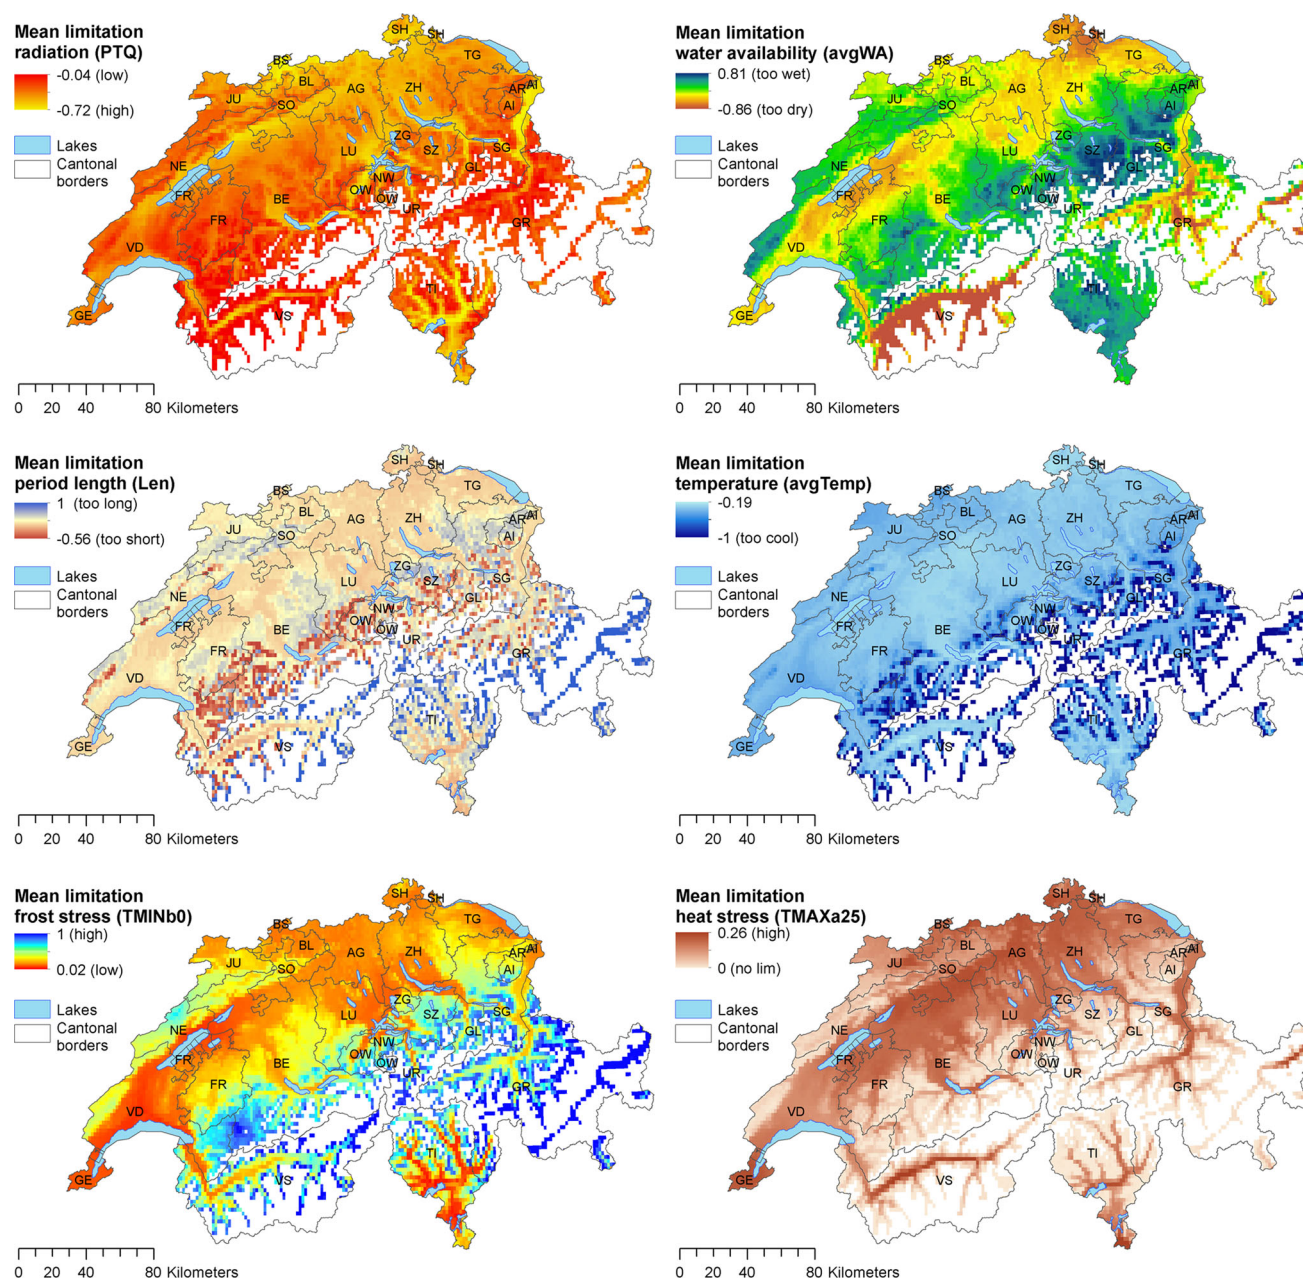 Mean limitation
radiation (PTQ)
-0.04 (low)
-0.72 (high)
Lakes
Cantonal
borders
SH
SH
TG
BS
BL
AG
ZH
AR
AI
AI
JU
SO
ZG
LU
SZ
SG
NE
GL
NW
FR
OW
OW
BE
UR
FR
GR
VD
TI
GE
VS
0 20 40 80 Kilometers
Mean limitation
water availability (avgWA)
0.81 (too wet)
-0.86 (too dry)
Lakes
Cantonal
borders
SH
SH
TG
BS
BL
AG
ZH
AR
AI
AI
JU
SO
ZG
LU
SZ
SG
NE
GL
NW
FR
OW
OW
BE
UR
FR
GR
VD
TI
GE
VS
0 20 40 80 Kilometers
Mean limitation
period length (Len)
1 (too long)
-0.56 (too short)
Lakes
Cantonal
borders
SH
SH
TG
BS
BL
AG
ZH
AR
AI
AI
JU
SO
ZG
LU
SZ
SG
NE
GL
NW
FR
OW
OW
BE
UR
FR
GR
VD
TI
GE
VS
0 20 40 80 Kilometers
Mean limitation
temperature (avgTemp)
-0.19
-1 (too cool)
Lakes
Cantonal
borders
SH
SH
TG
BS
BL
AG
ZH
AR
AI
AI
JU
SO
ZG
LU
SZ
SG
NE
GL
NW
FR
OW
OW
BE
UR
FR
GR
VD
TI
GE
VS
0 20 40 80 Kilometers
Mean limitation
frost stress (TMINb0)
1 (high)
0.02 (low)
Lakes
Cantonal
borders
SH
SH
TG
BS
BL
AG
ZH
AR
AI
AI
JU
SO
ZG
LU
SZ
SG
NE
GL
NW
FR
OW
OW
BE
UR
FR
GR
VD
TI
GE
VS
0 20 40 80 Kilometers
Mean limitation
heat stress (TMAXa25)
0.26 (high)
0 (no lim)
Lakes
Cantonal
borders
SH
SH
TG
BS
BL
AG
ZH
AR
AI
AI
JU
SO
ZG
LU
SZ
SG
NE
GL
NW
FR
OW
OW
BE
UR
FR
GR
VD
TI
GE
VS
0 20 40 80 Kilometers